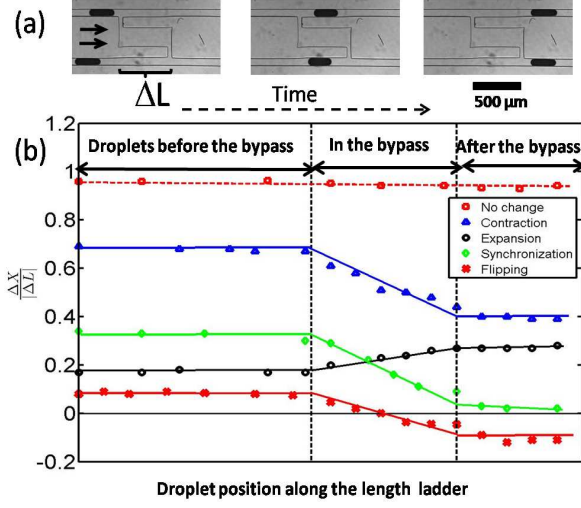 (a)
ΔL
Time
500 µm
(b)
Droplets before the bypass
In the bypass
After the bypass
1.2
1
0.8
0.6
0.4
0.2
0
-0.2
ΔX
|ΔL|
No change
Contraction
Expansion
Synchronization
Flipping
Droplet position along the length ladder